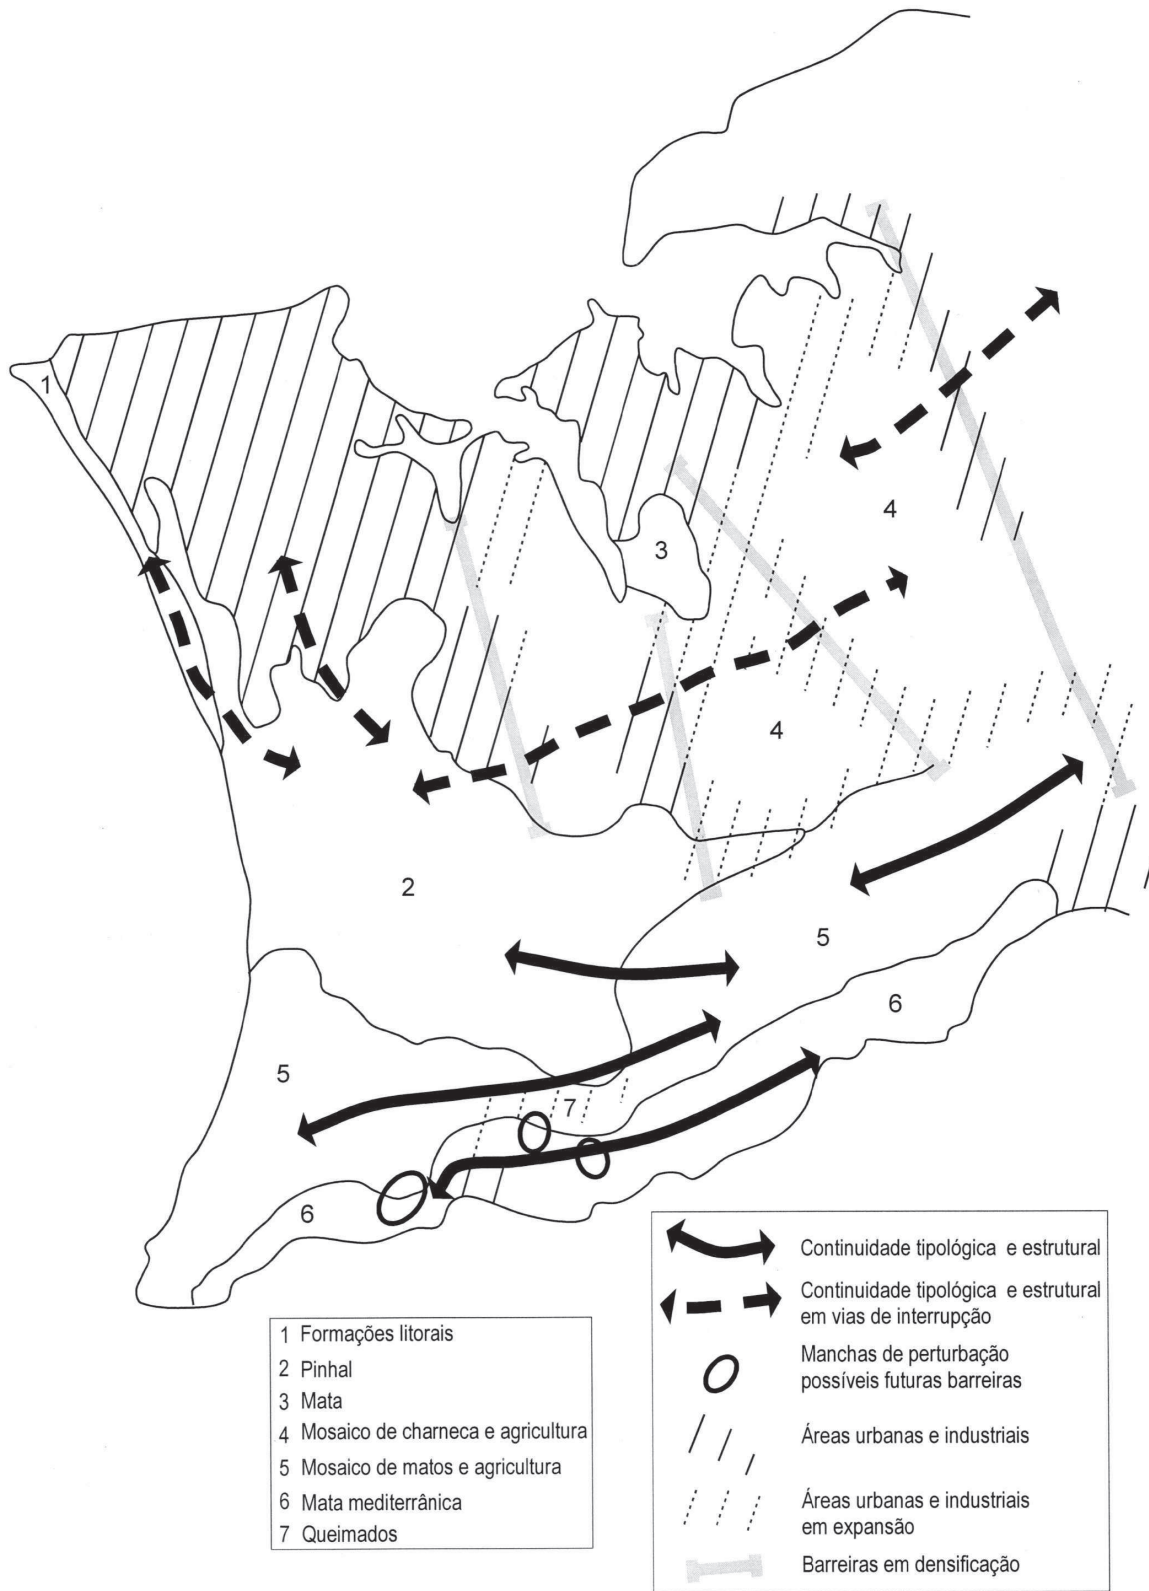 1
3
4
4
2
5
6
5
7
6
1 Formações litorais
2 Pinhal
3 Mata
4 Mosaico de charneca e agricultura
5 Mosaico de matos e agricultura
6 Mata mediterrânica
7 Queimados
Continuidade tipológica e estrutural
Continuidade tipológica e estrutural
em vias de interrupção
Manchas de perturbação
possíveis futuras barreiras
Áreas urbanas e industriais
Áreas urbanas e industriais
em expansão
Barreiras em densificação